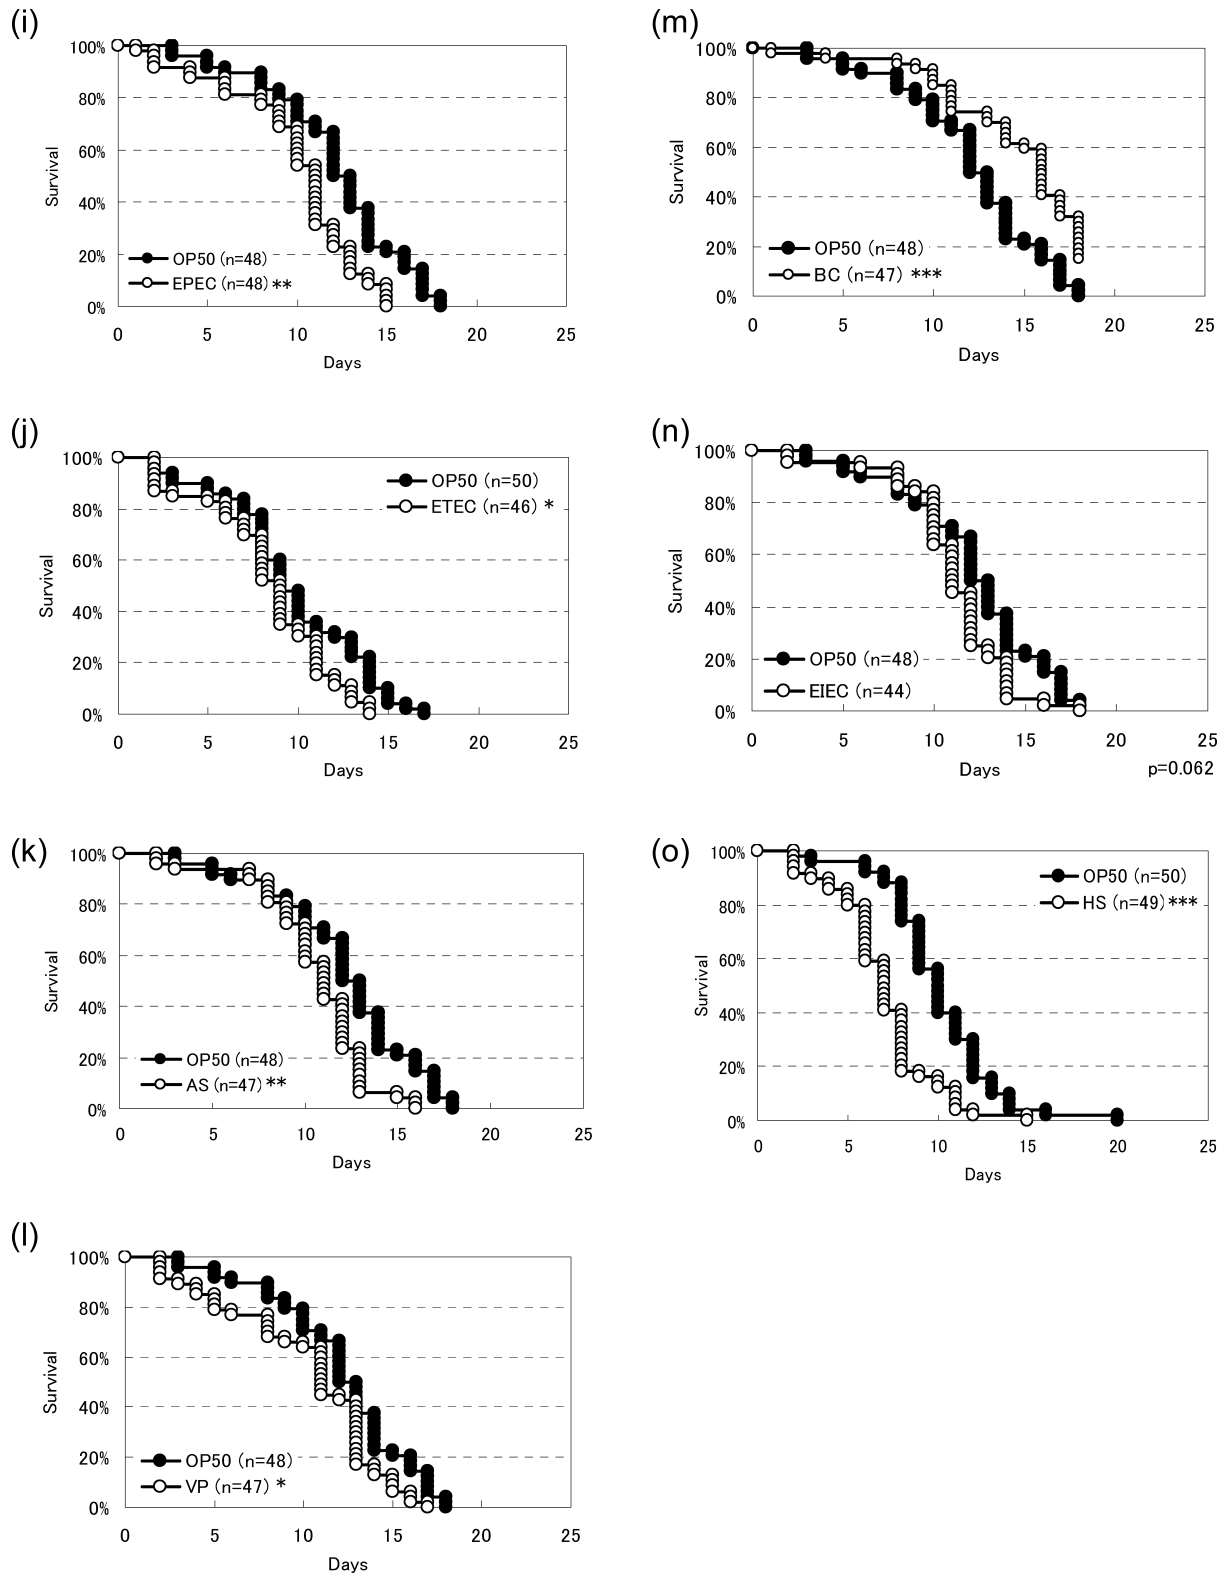 (i)
100%
80%
60%
40%
20%
0%
Survival
OP50 (n=48)
EPEC (n=48) **
0 5 10 15 20 25
Days
(m)
100%
80%
60%
40%
20%
0%
Survival
OP50 (n=48)
BC (n=47) ***
0 5 10 15 20 25
Days
(j)
100%
80%
60%
40%
20%
0%
Survival
OP50 (n=50)
ETEC (n=46) *
0 5 10 15 20 25
Days
(n)
100%
80%
60%
40%
20%
0%
Survival
OP50 (n=48)
EIEC (n=44)
0 5 10 15 20 25
Days
p=0.062
(k)
100%
80%
60%
40%
20%
0%
Survival
OP50 (n=48)
AS (n=47) **
0 5 10 15 20 25
Days
(o)
100%
80%
60%
40%
20%
0%
Survival
OP50 (n=50)
HS (n=49) ***
0 5 10 15 20 25
Days
(l)
100%
80%
60%
40%
20%
0%
Survival
OP50 (n=48)
VP (n=47) *
0 5 10 15 20 25
Days